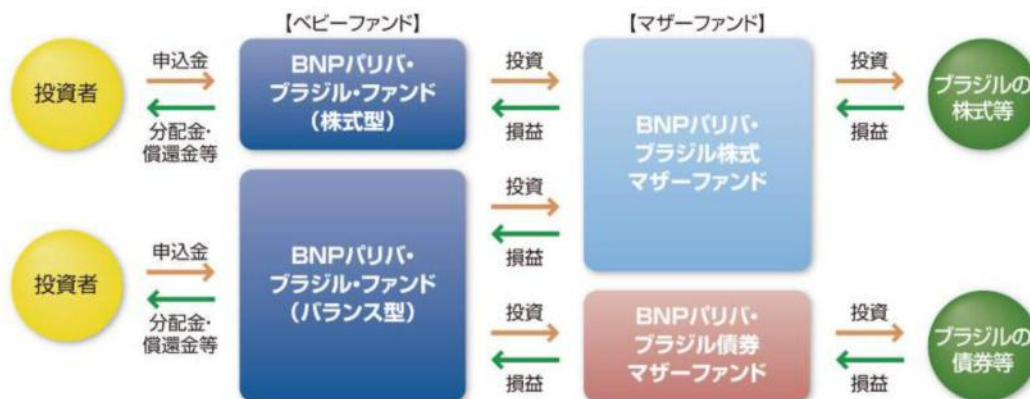 【ベビーファンド】
【マザーファンド】
投資者
申込金
分配金・
償還金等
BNPパリバ・
ブラジル・ファンド
（株式型）
投資
損益
BNPパリバ・
ブラジル株式
マザーファンド
投資
損益
ブラジルの
株式等
投資者
申込金
分配金・
償還金等
BNPパリバ・
ブラジル・ファンド
（バランス型）
投資
損益
投資
損益
BNPパリバ・
ブラジル債券
マザーファンド
投資
損益
ブラジルの
債券等